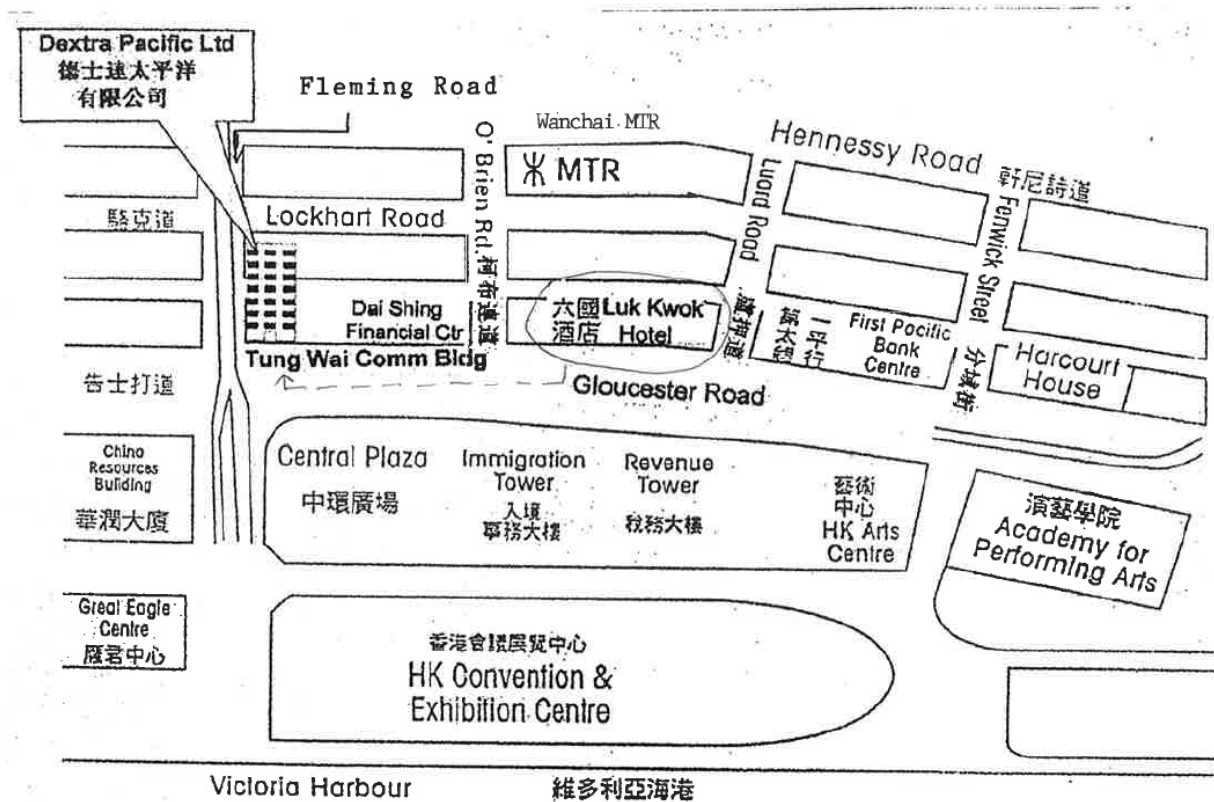 Dextra Pacific Ltd
德士達太平洋
有限公司
Fleming Road
O' Brien Rd.柯布連道
Wanchai MTR
MTR
Hennessy Road 軒尼詩道
Luard Road 盧押道
Fenwick Street 分域街
駱克道
Lockhart Road
Dai Shing
Financial Ctr
六國 Luk Kwok
酒店 Hotel
第一
太平
銀行
First Pacific
Bank
Centre
Harcourt
House
Tung Wai Comm Bldg
告士打道
Gloucester Road
China
Resources
Building
華潤大廈
Central Plaza
中環廣場
Immigration
Tower
入境
事務大樓
Revenue
Tower
稅務大樓
藝術
中心
HK Arts
Centre
演藝學院
Academy for
Performing Arts
Great Eagle
Centre
鷹君中心
香港會議展覽中心
HK Convention &
Exhibition Centre
Victoria Harbour 維多利亞海港